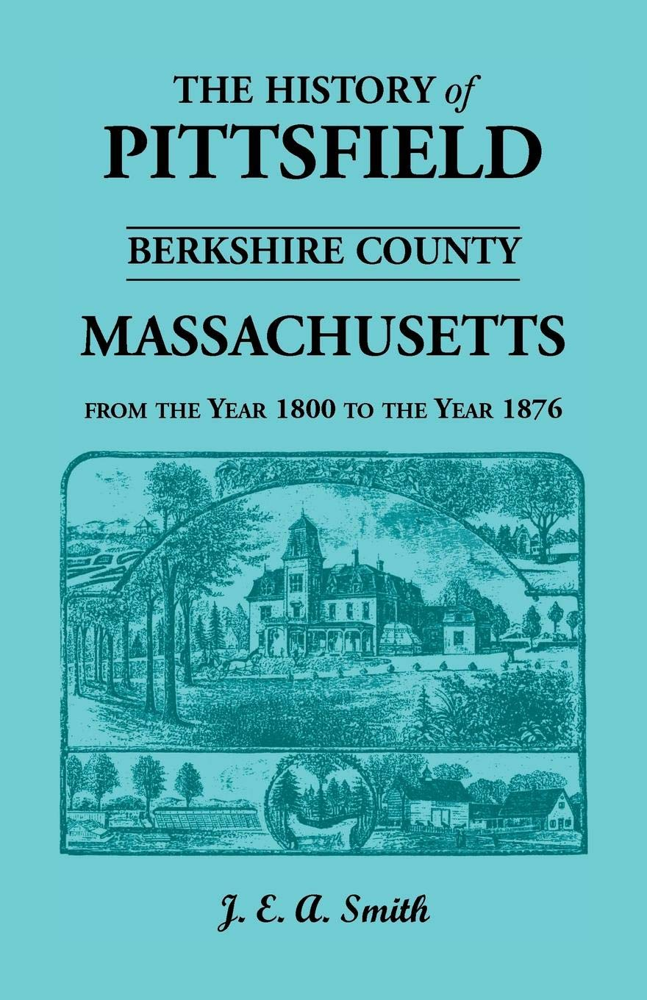 THE HISTORY of
PITTSFIELD
BERKSHIRE COUNTY
MASSACHUSETTS
FROM THE YEAR 1800 TO THE YEAR 1876
J. E. A. Smith